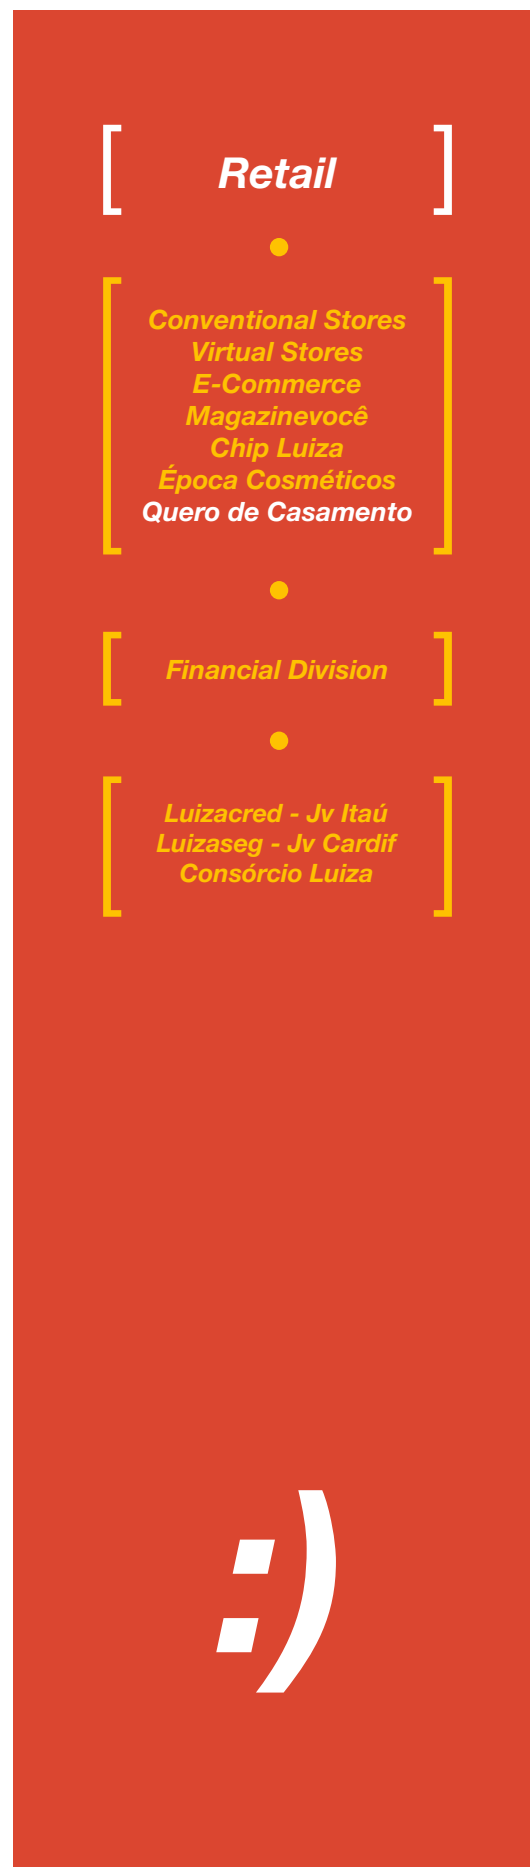 Retail
Conventional Stores
Virtual Stores
E-Commerce
Magazinevocê
Chip Luiza
Época Cosméticos
Quero de Casamento
Financial Division
Luizacred - Jv Itaú
Luizaseg - Jv Cardif
Consórcio Luiza
:)